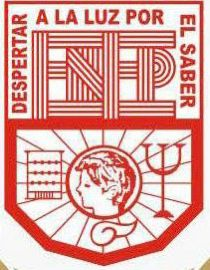 DESPERTAR
A LA LUZ POR
EL SABER
ENP